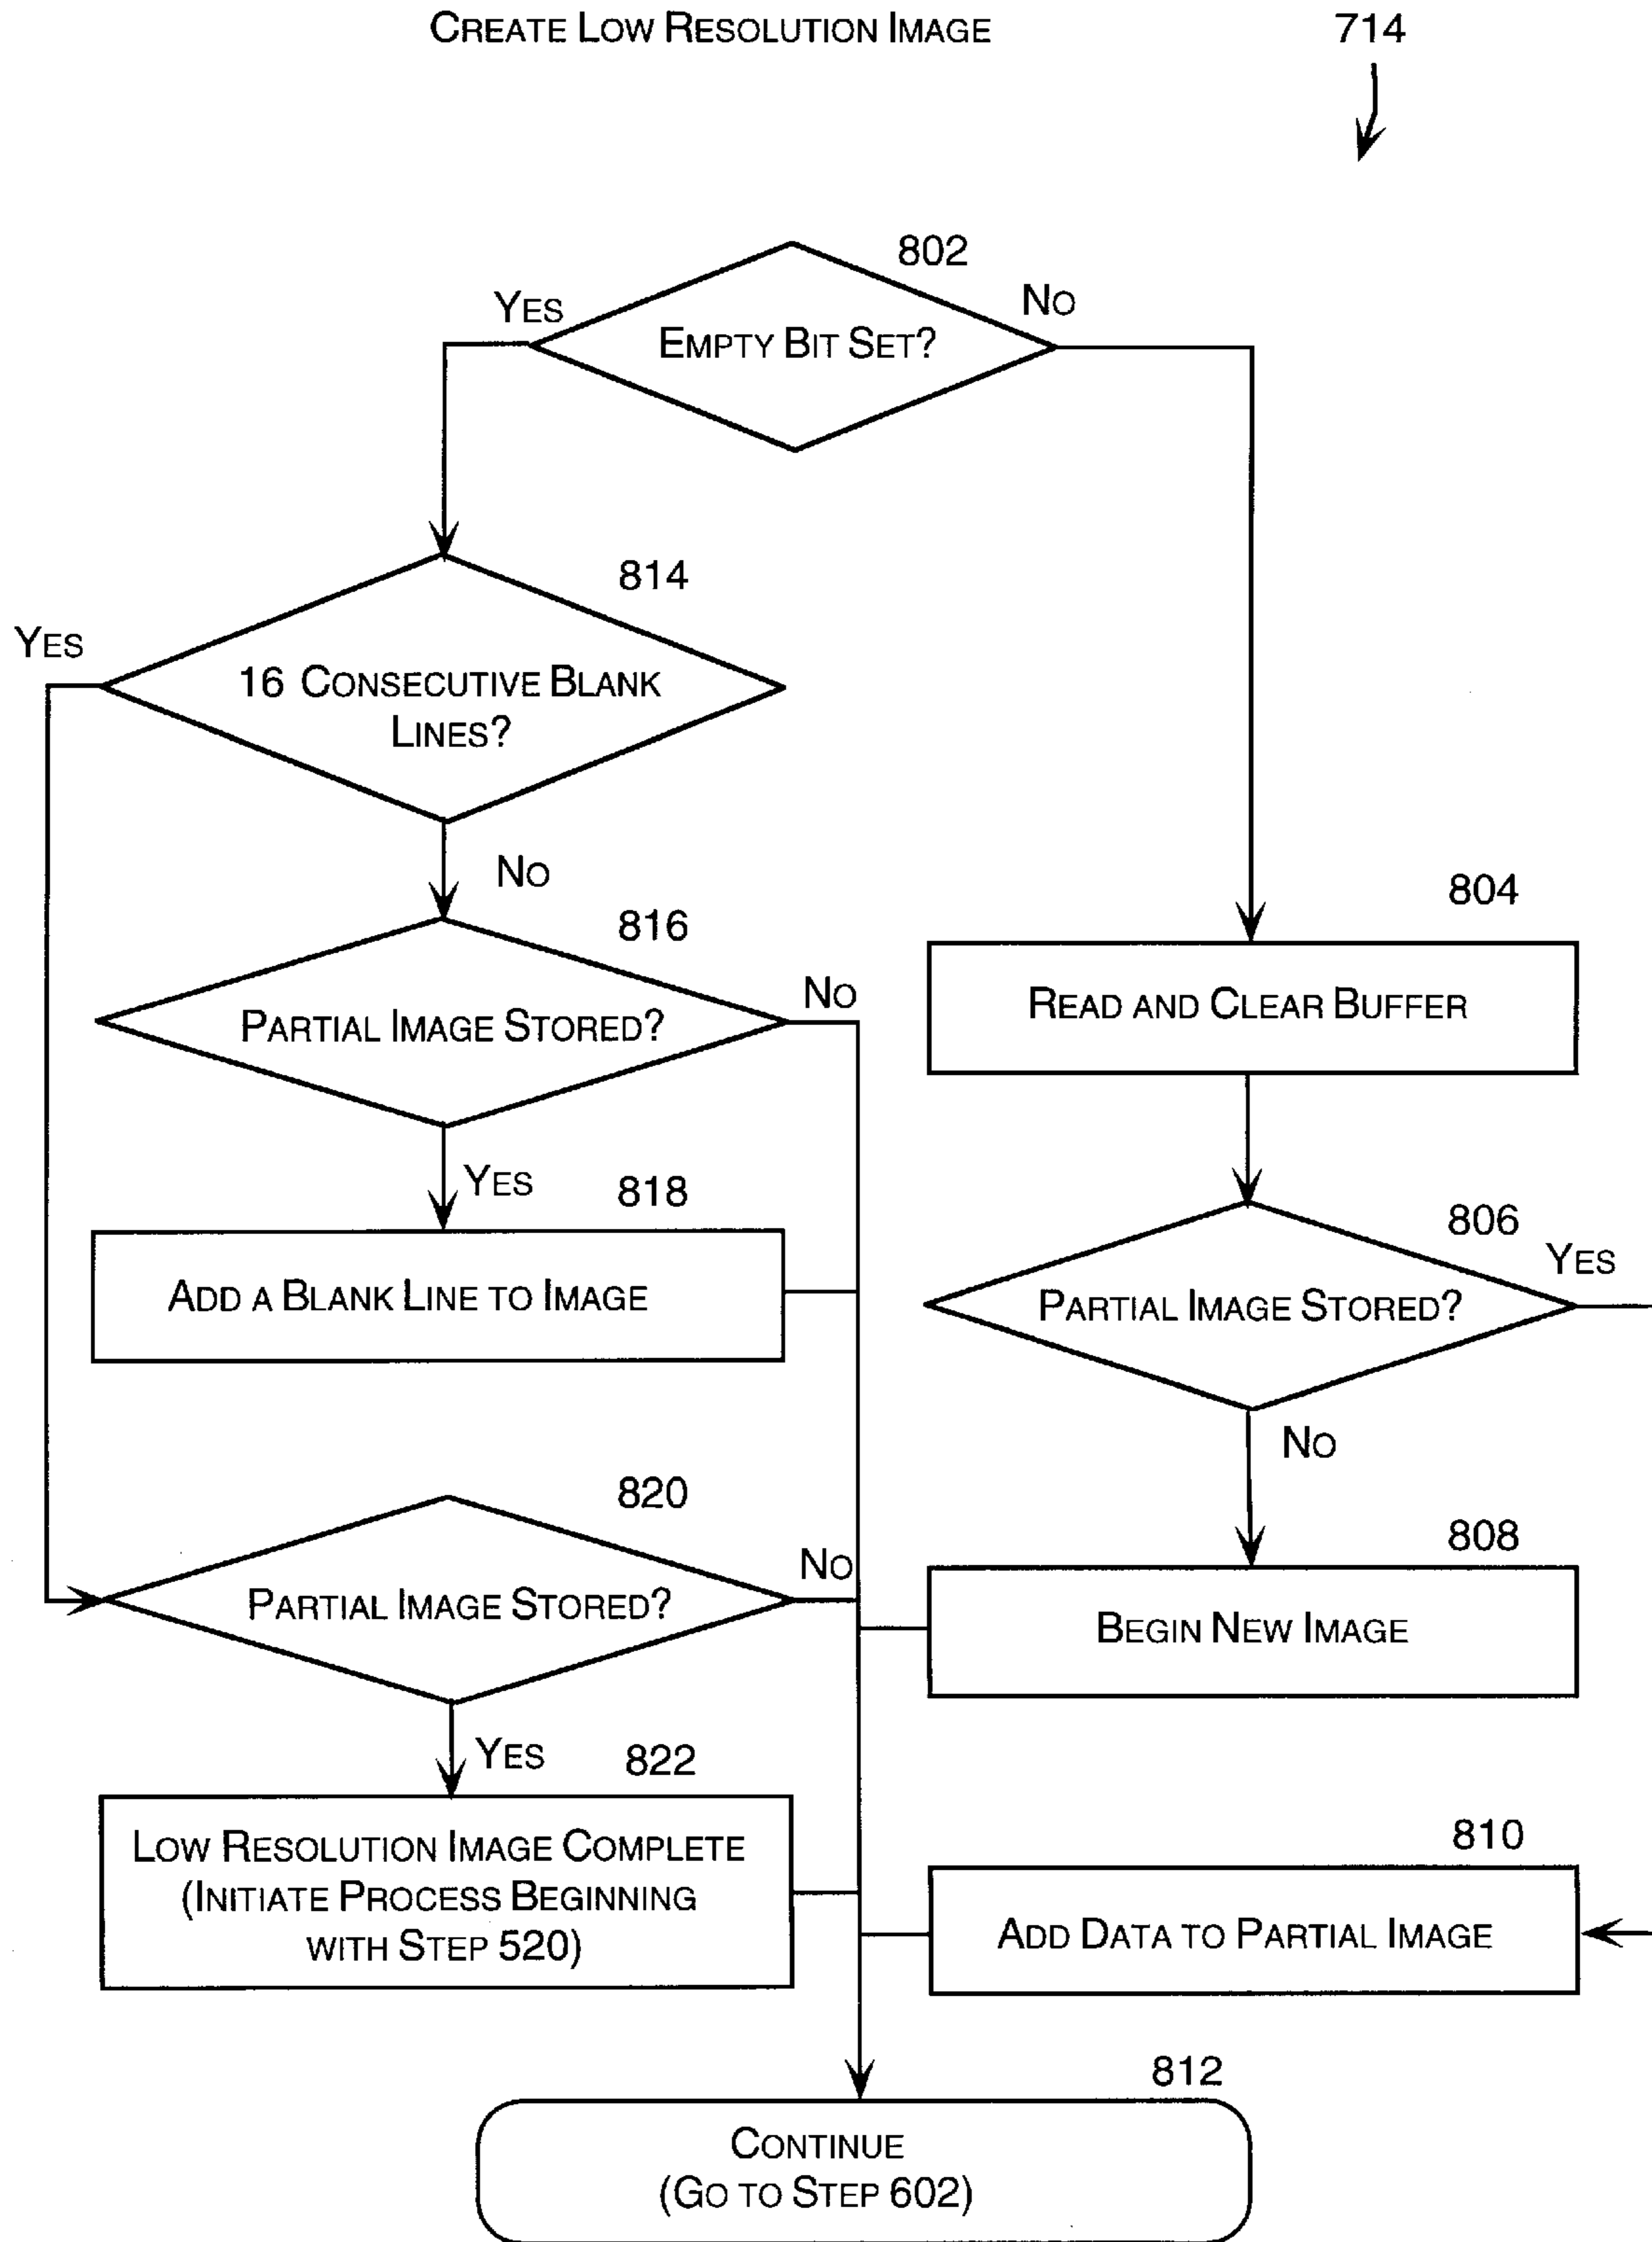 CREATE LOW RESOLUTION IMAGE
714
802
YES
NO
EMPTY BIT SET?
814
YES
16 CONSECUTIVE BLANK
LINES?
NO
816
NO
PARTIAL IMAGE STORED?
804
READ AND CLEAR BUFFER
YES
818
ADD A BLANK LINE TO IMAGE
806
YES
PARTIAL IMAGE STORED?
NO
820
NO
PARTIAL IMAGE STORED?
808
BEGIN NEW IMAGE
YES
822
LOW RESOLUTION IMAGE COMPLETE
(INITIATE PROCESS BEGINNING
WITH STEP 520)
810
ADD DATA TO PARTIAL IMAGE
812
CONTINUE
(GO TO STEP 602)